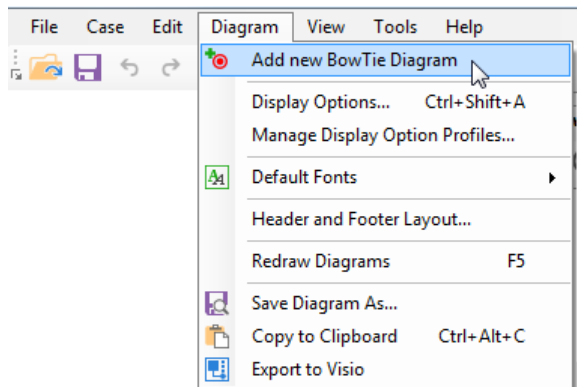 File Case Edit Diagram View Tools Help
Add new BowTie Diagram
Display Options... Ctrl+Shift+A
Manage Display Option Profiles...
Default Fonts
Header and Footer Layout...
Redraw Diagrams F5
Save Diagram As...
Copy to Clipboard Ctrl+Alt+C
Export to Visio